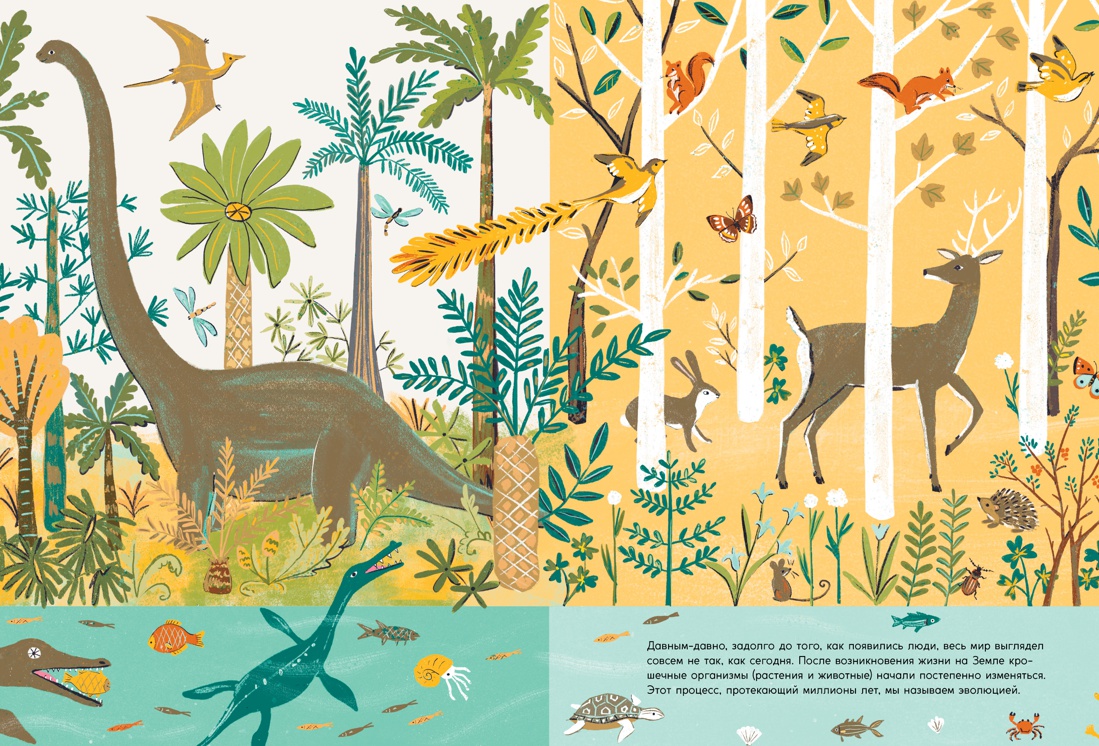 Давным-давно, задолго до того, как появились люди, весь мир выглядел
совсем не так, как сегодня. После возникновения жизни на Земле кро-
шечные организмы (растения и животные) начали постепенно изменяться.
Этот процесс, протекающий миллионы лет, мы называем эволюцией.